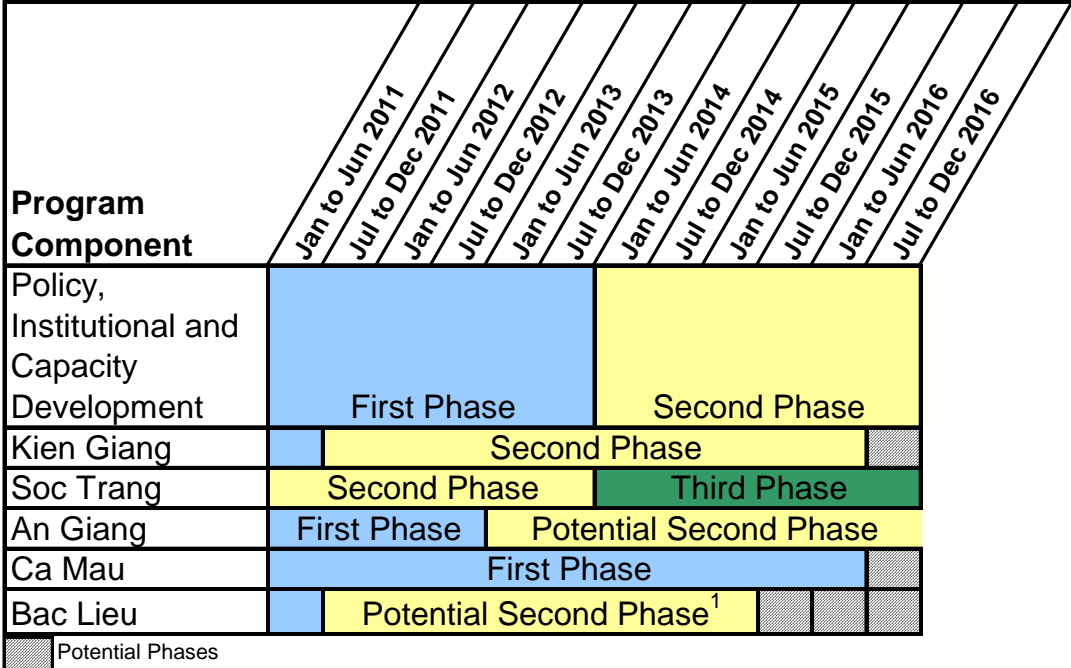 Program
Component
Jan to Jun 2011
Jul to Dec 2011
Jan to Jun 2012
Jul to Dec 2012
Jan to Jun 2013
Jul to Dec 2013
Jan to Jun 2014
Jul to Dec 2014
Jan to Jun 2015
Jul to Dec 2015
Jan to Jun 2016
Jul to Dec 2016
Policy,
Institutional and
Capacity
Development First Phase Second Phase
Kien Giang Second Phase
Soc Trang Second Phase Third Phase
An Giang First Phase Potential Second Phase
Ca Mau First Phase
Bac Lieu Potential Second Phase¹
Potential Phases